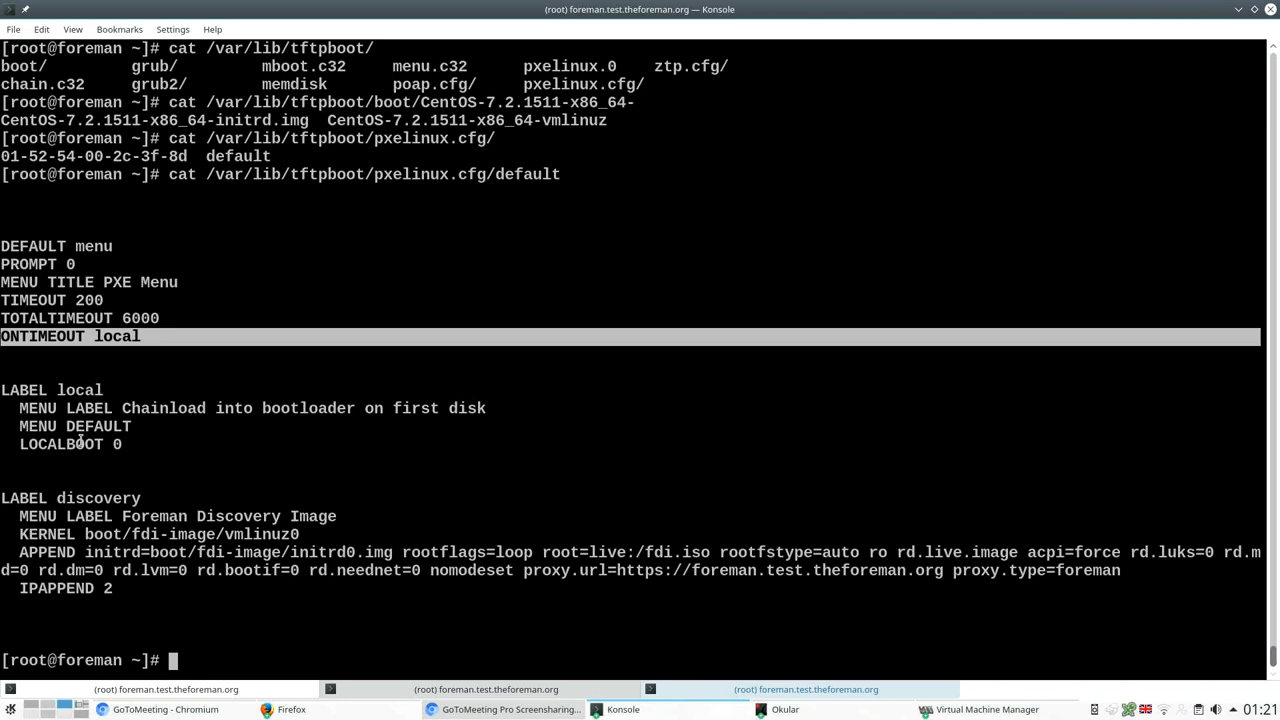 (root) foreman.test.theforeman.org — Konsole
File Edit View Bookmarks Settings Help
[root@foreman ~]# cat /var/lib/tftpboot/
boot/ grub/ mboot.c32 menu.c32 pxelinux.0 ztp.cfg/
chain.c32 grub2/ memdisk poap.cfg/ pxelinux.cfg/
[root@foreman ~]# cat /var/lib/tftpboot/boot/CentOS-7.2.1511-x86_64-
CentOS-7.2.1511-x86_64-initrd.img CentOS-7.2.1511-x86_64-vmlinuz
[root@foreman ~]# cat /var/lib/tftpboot/pxelinux.cfg/
01-52-54-00-2c-3f-8d default
[root@foreman ~]# cat /var/lib/tftpboot/pxelinux.cfg/default
DEFAULT menu
PROMPT 0
MENU TITLE PXE Menu
TIMEOUT 200
TOTALTIMEOUT 6000
ONTIMEOUT local
LABEL local
MENU LABEL Chainload into bootloader on first disk
MENU DEFAULT
LOCALBOOT 0
LABEL discovery
MENU LABEL Foreman Discovery Image
KERNEL boot/fdi-image/vmlinuz0
APPEND initrd=boot/fdi-image/initrd0.img rootflags=loop root=live:/fdi.iso rootfstype=auto ro rd.live.image acpi=force rd.luks=0 rd.m
d=0 rd.dm=0 rd.lvm=0 rd.bootif=0 rd.neednet=0 nomodeset proxy.url=https://foreman.test.theforeman.org proxy.type=foreman
IPAPPEND 2
[root@foreman ~]#
(root) foreman.test.theforeman.org (root) foreman.test.theforeman.org (root) foreman.test.theforeman.org
GoToMeeting - Chromium Firefox GoToMeeting Pro Screensharing... Konsole Okular Virtual Machine Manager 01:21